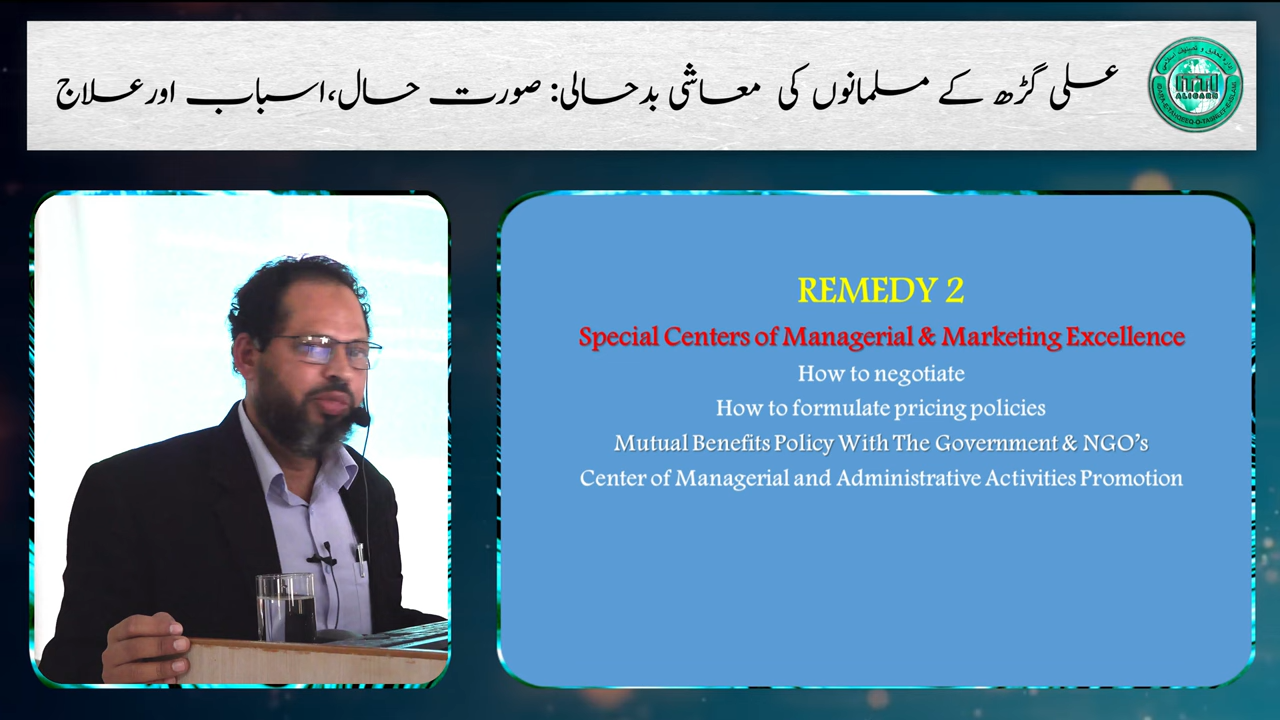 علی گڑھ کے مسلمانوں کی معاشی بدحالی: صورت حال، اسباب اور علاج
ALIGARH
REMEDY 2
Special Centers of Managerial & Marketing Excellence
How to negotiate
How to formulate pricing policies
Mutual Benefits Policy With The Government & NGO's
Center of Managerial and Administrative Activities Promotion